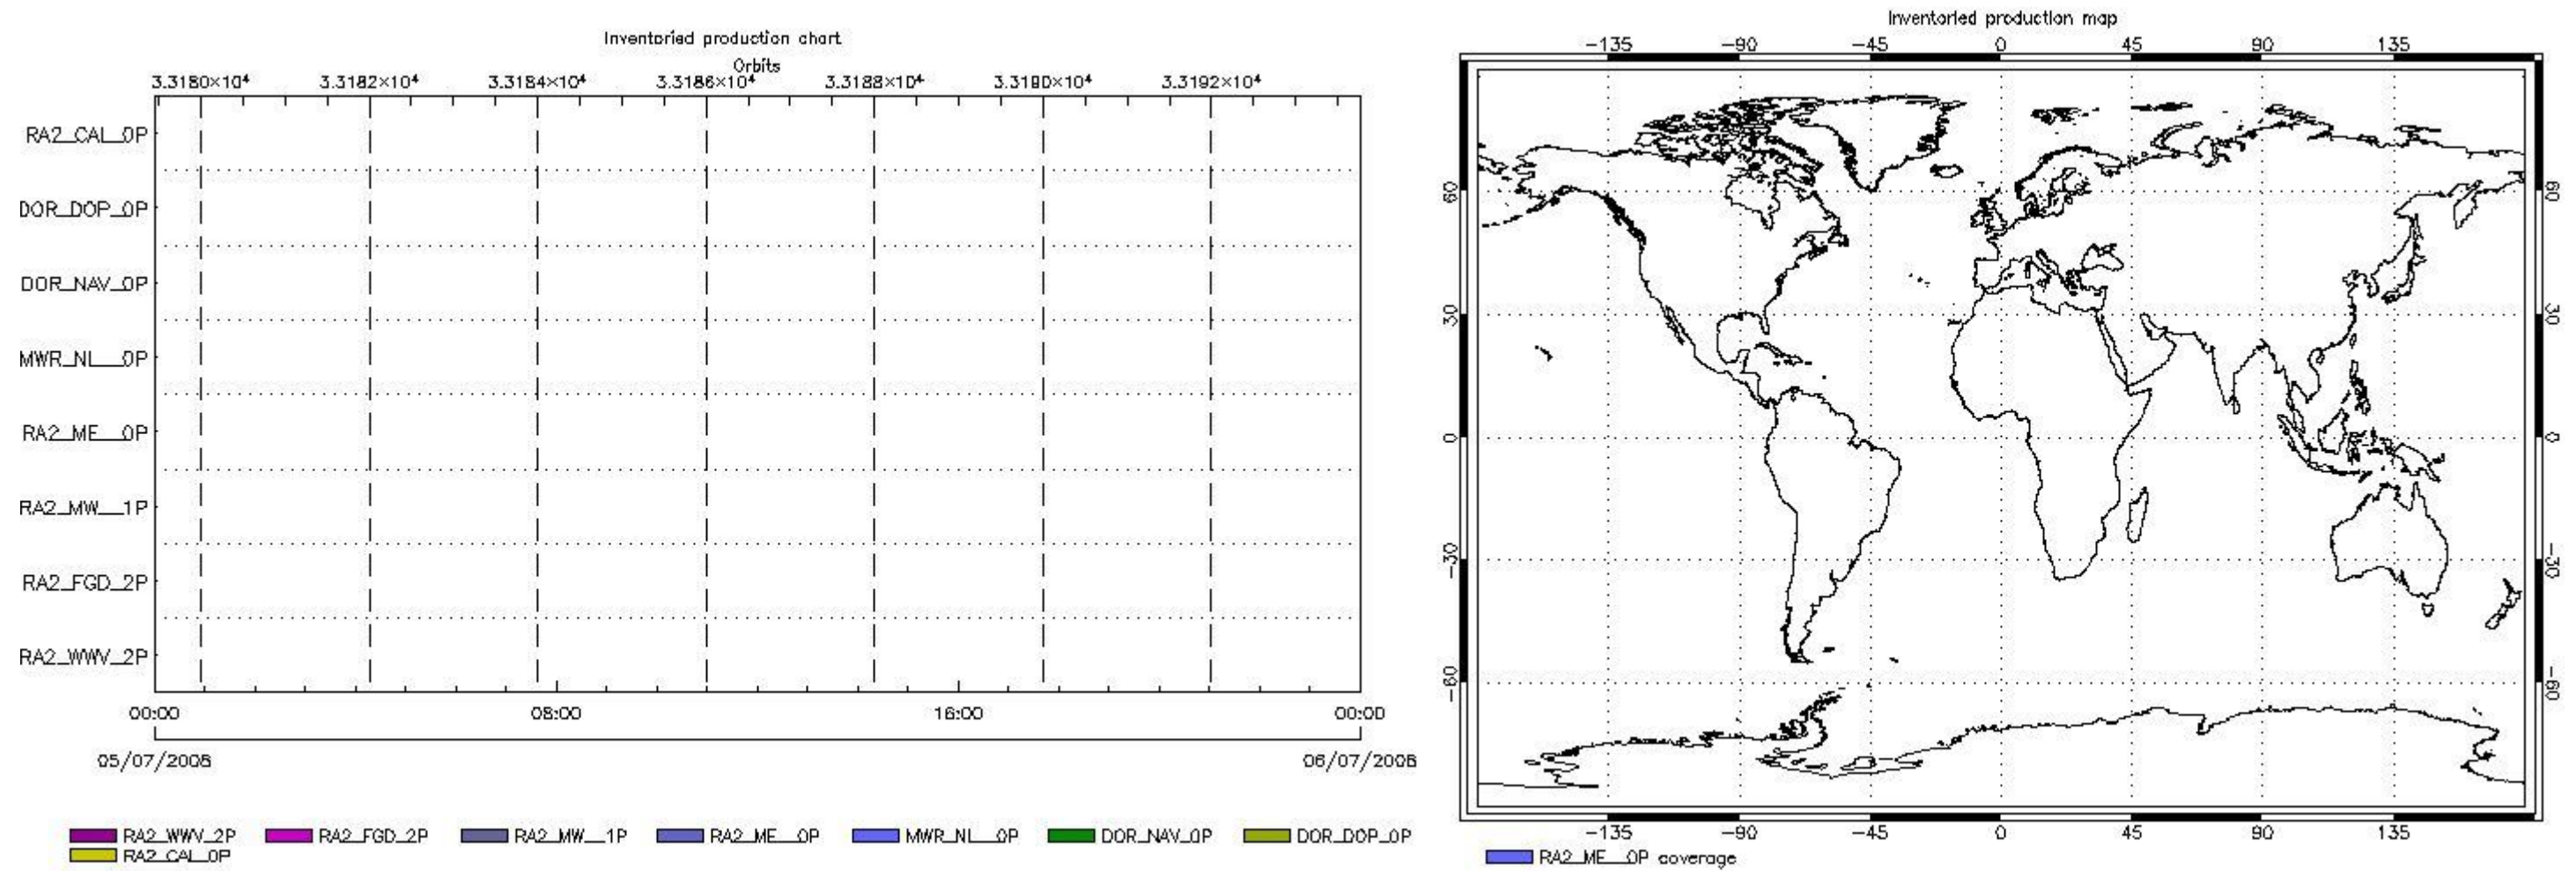 Inventoried production chart
Orbits
3.3180×10⁴ 3.3182×10⁴ 3.3184×10⁴ 3.3186×10⁴ 3.3188×10⁴ 3.3190×10⁴ 3.3192×10⁴
RA2_CAL_0P
DOR_DOP_0P
DOR_NAV_0P
MWR_NL__0P
RA2_ME__0P
RA2_MW__1P
RA2_FGD_2P
RA2_WWV_2P
00:00 08:00 16:00 00:00
05/07/2008 06/07/2008
RA2_WWV_2P RA2_FGD_2P RA2_MW__1P RA2_ME__0P MWR_NL__0P DOR_NAV_0P DOR_DOP_0P
RA2_CAL_0P
Inventoried production map
-135 -90 -45 0 45 90 135
60 60
30 30
0 0
-30 -30
-60 -60
-135 -90 -45 0 45 90 135
RA2_ME__0P coverage